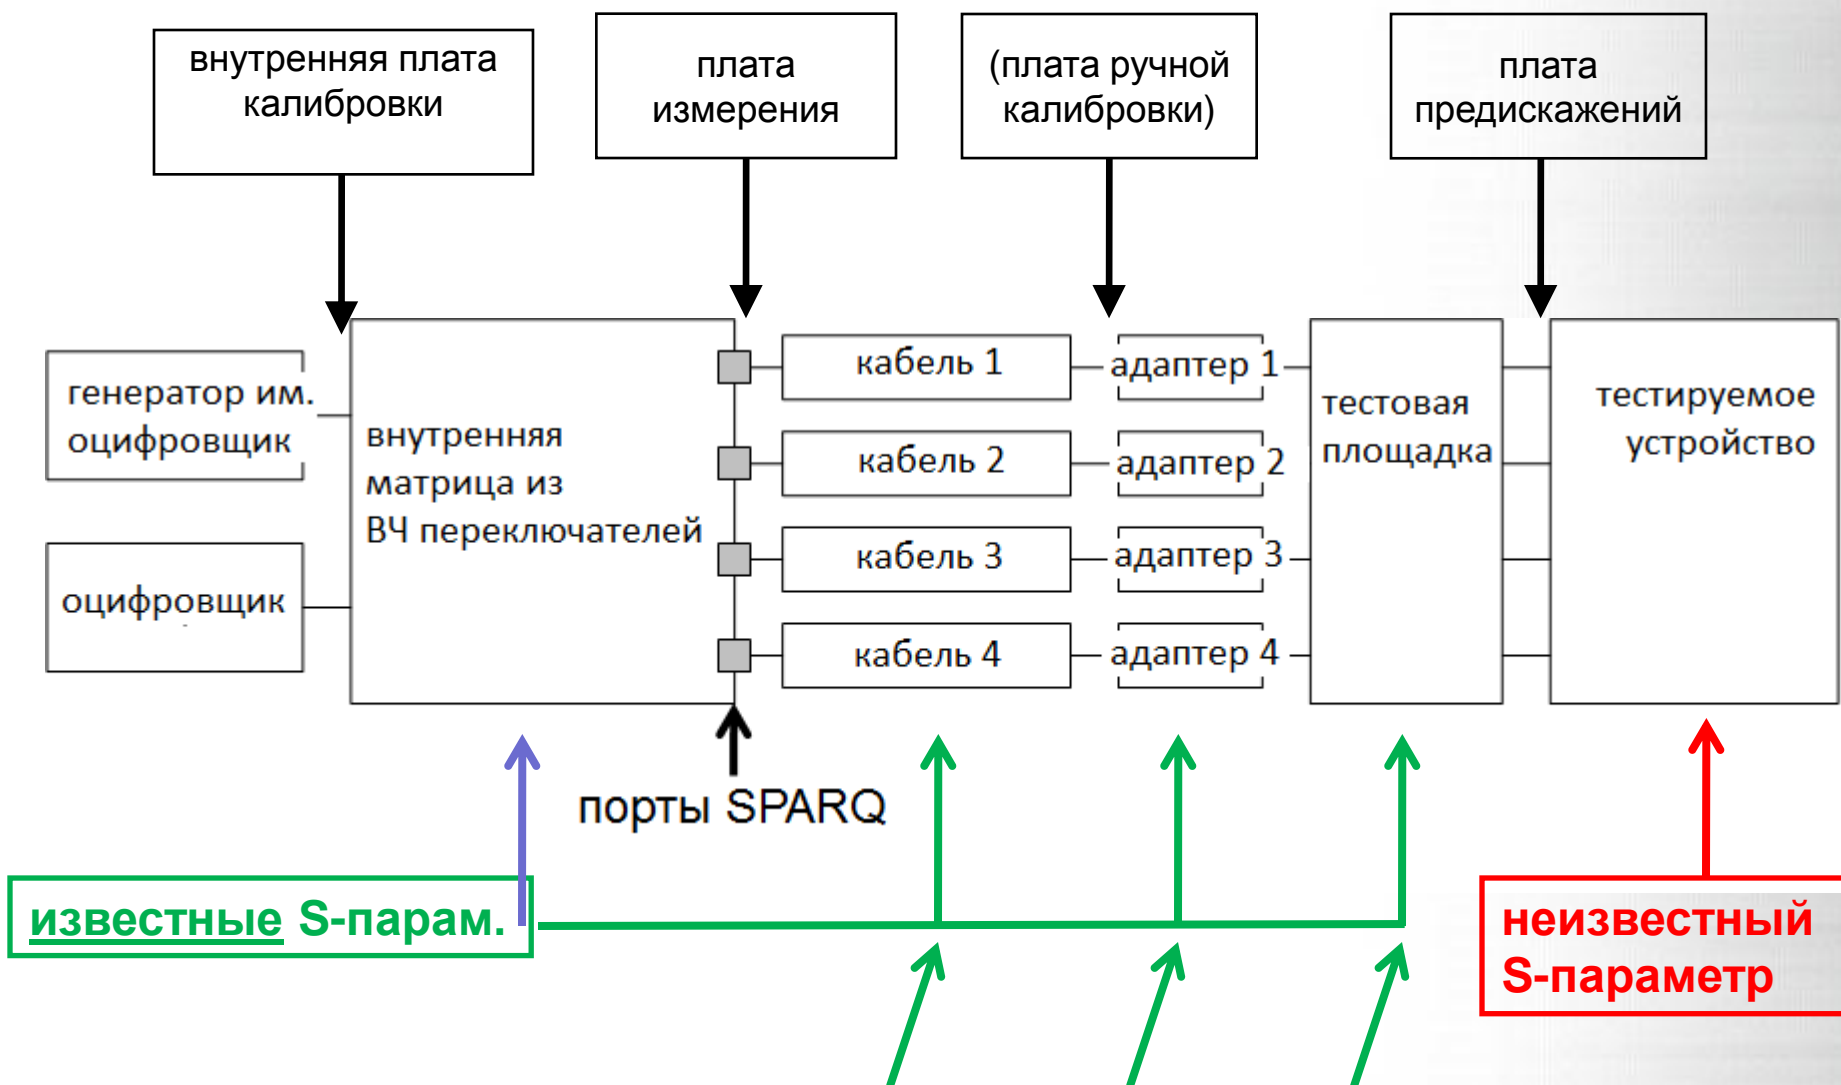 внутренняя плата
калибровки
плата
измерения
(плата ручной
калибровки)
плата
предискажений
генератор им.
оцифровщик
оцифровщик
внутренняя
матрица из
ВЧ переключателей
кабель 1
кабель 2
кабель 3
кабель 4
адаптер 1
адаптер 2
адаптер 3
адаптер 4
тестовая
площадка
тестируемое
устройство
порты SPARQ
известные S-парам.
неизвестный
S-параметр